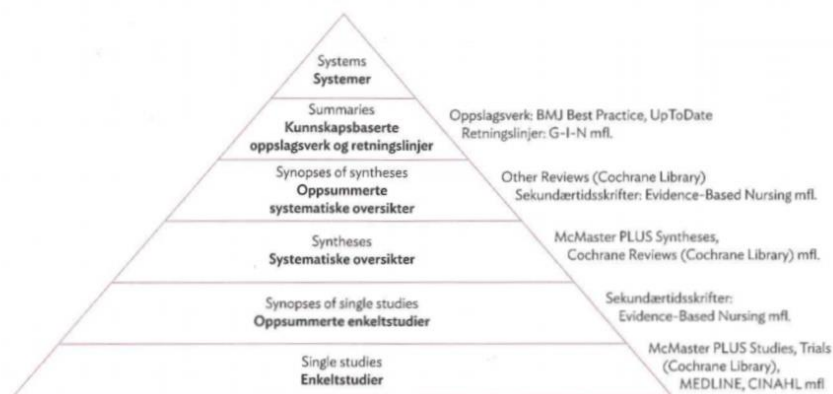 Systems
Systemer
Summaries
Kunnskapsbaserte
oppslagsverk og retningslinjer
Oppslagsverk: BMJ Best Practice, UpToDate
Retningslinjer: G-I-N mfl.
Synopses of syntheses
Oppsummerte
systematiske oversikter
Other Reviews (Cochrane Library)
Sekundærtidsskrifter: Evidence-Based Nursing mfl.
Syntheses
Systematiske oversikter
McMaster PLUS Syntheses,
Cochrane Reviews (Cochrane Library) mfl.
Synopses of single studies
Oppsummerte enkeltstudier
Sekundærtidsskrifter:
Evidence-Based Nursing mfl.
Single studies
Enkeltstudier
McMaster PLUS Studies, Trials
(Cochrane Library),
MEDLINE, CINAHL mfl